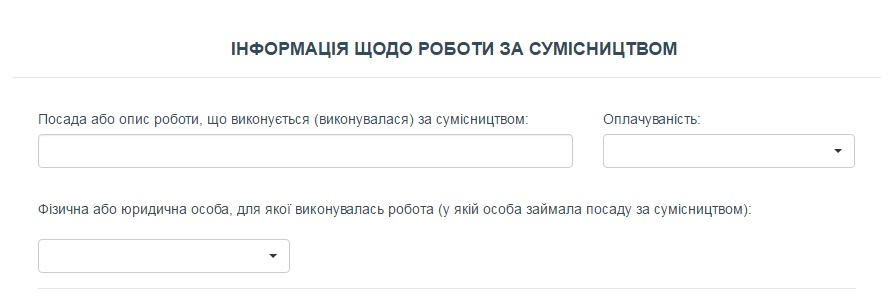 ІНФОРМАЦІЯ ЩОДО РОБОТИ ЗА СУМІСНИЦТВОМ
Посада або опис роботи, що виконується (виконувалася) за сумісництвом:
Оплачуваність:
Фізична або юридична особа, для якої виконувалась робота (у якій особа займала посаду за сумісництвом):